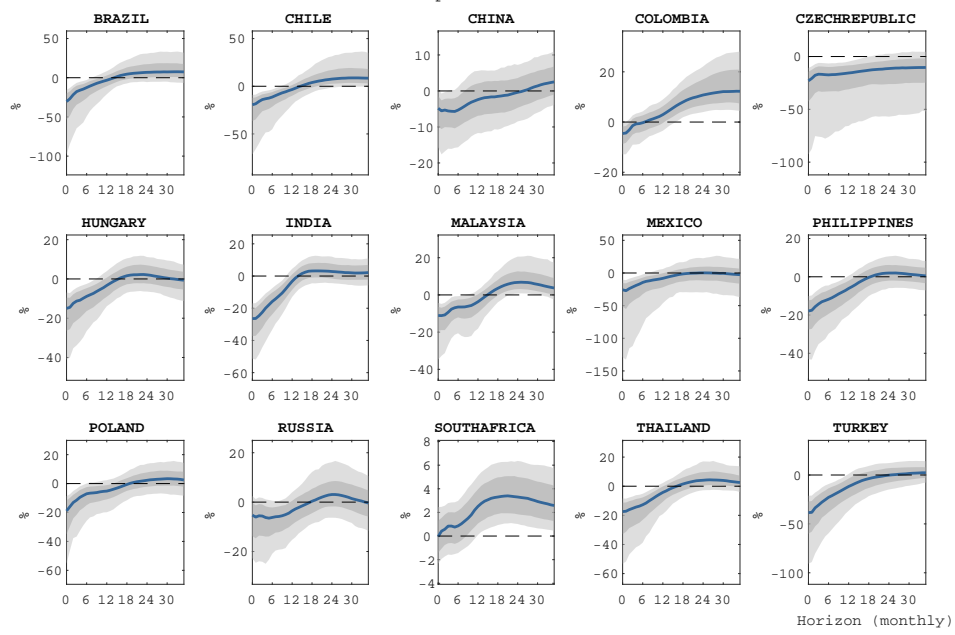 BRAZIL CHILE CHINA COLOMBIA CZECHREPUBLIC
50 0 -50 -100 %
0 6 12 18 24 30
50 0 -50 %
0 6 12 18 24 30
10 0 -10 -20 %
0 6 12 18 24 30
20 0 -20 %
0 6 12 18 24 30
0 -50 -100 %
0 6 12 18 24 30
HUNGARY INDIA MALAYSIA MEXICO PHILIPPINES
20 0 -20 -40 %
0 6 12 18 24 30
20 0 -20 -40 -60 %
0 6 12 18 24 30
20 0 -20 -40 %
0 6 12 18 24 30
50 0 -50 -100 -150 %
0 6 12 18 24 30
20 0 -20 -40 %
0 6 12 18 24 30
POLAND RUSSIA SOUTHAFRICA THAILAND TURKEY
20 0 -20 -40 -60 %
0 6 12 18 24 30
20 0 -20 %
0 6 12 18 24 30
8 6 4 2 0 -2 -4 %
0 6 12 18 24 30
20 0 -20 -40 -60 %
0 6 12 18 24 30
0 -50 -100 %
0 6 12 18 24 30
Horizon (monthly)